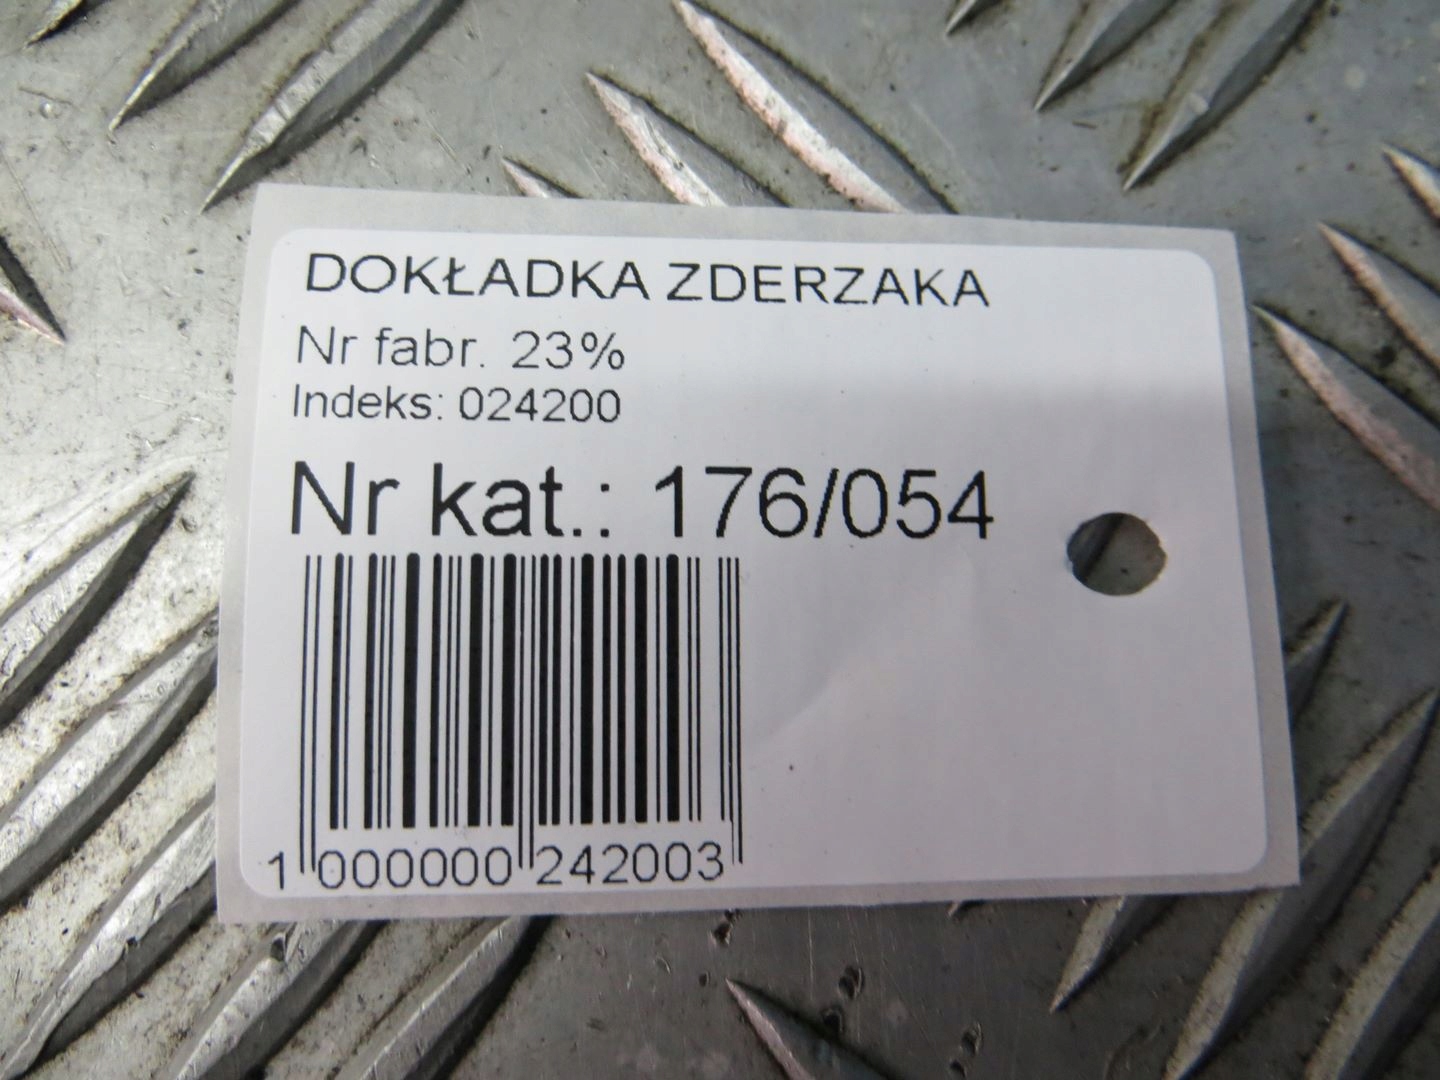 DOKŁADKA ZDERZAKA
Nr fabr. 23%
Indeks: 024200
Nr kat.: 176/054
1 000000 242003